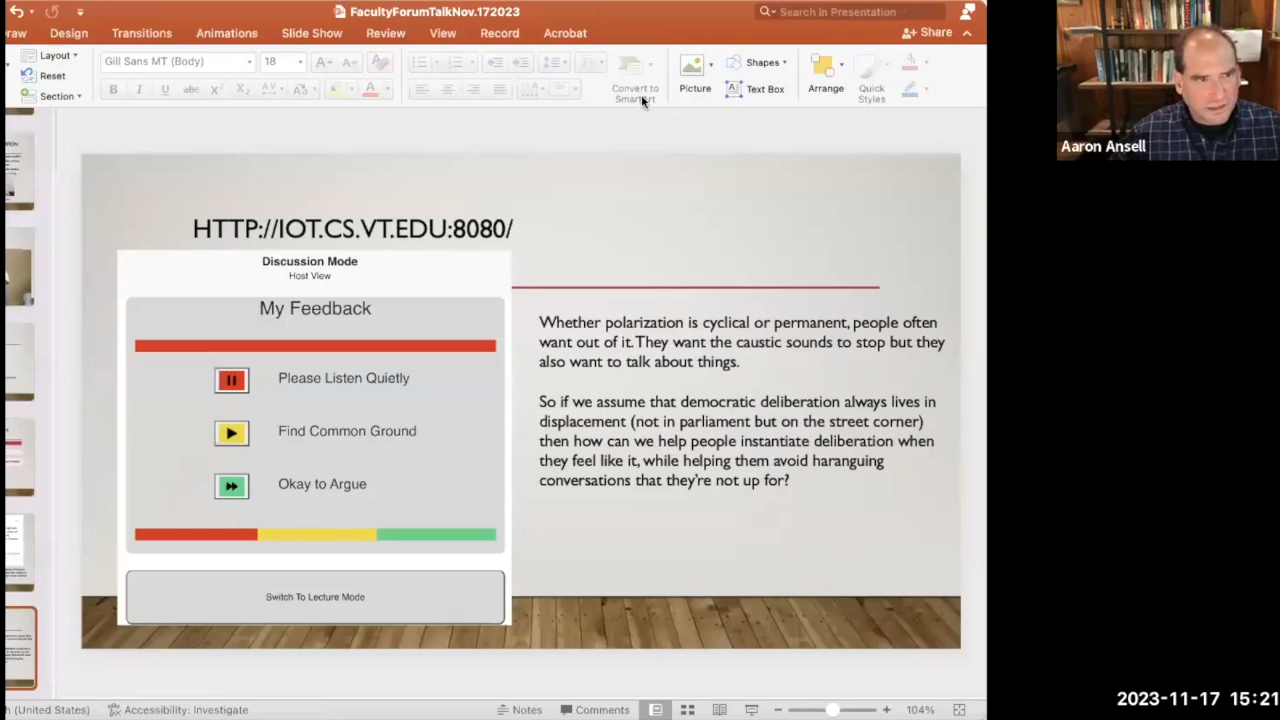 FacultyForumTalkNov.172023
Search in Presentation
raw
Design
Transitions
Animations
Slide Show
Review
View
Record
Acrobat
Share
Layout
Reset
Section
Gill Sans MT (Body)
18
Convert to
SmartArt
Picture
Shapes
Text Box
Arrange
Quick
Styles
Aaron Ansell
HTTP://IOT.CS.VT.EDU:8080/
Discussion Mode
Host View
My Feedback
Please Listen Quietly
Find Common Ground
Okay to Argue
Switch To Lecture Mode
Whether polarization is cyclical or permanent, people often
want out of it. They want the caustic sounds to stop but they
also want to talk about things.
So if we assume that democratic deliberation always lives in
displacement (not in parliament but on the street corner)
then how can we help people instantiate deliberation when
they feel like it, while helping them avoid haranguing
conversations that they're not up for?
h (United States)
Accessibility: Investigate
Notes
Comments
104%
2023-11-17 15:21